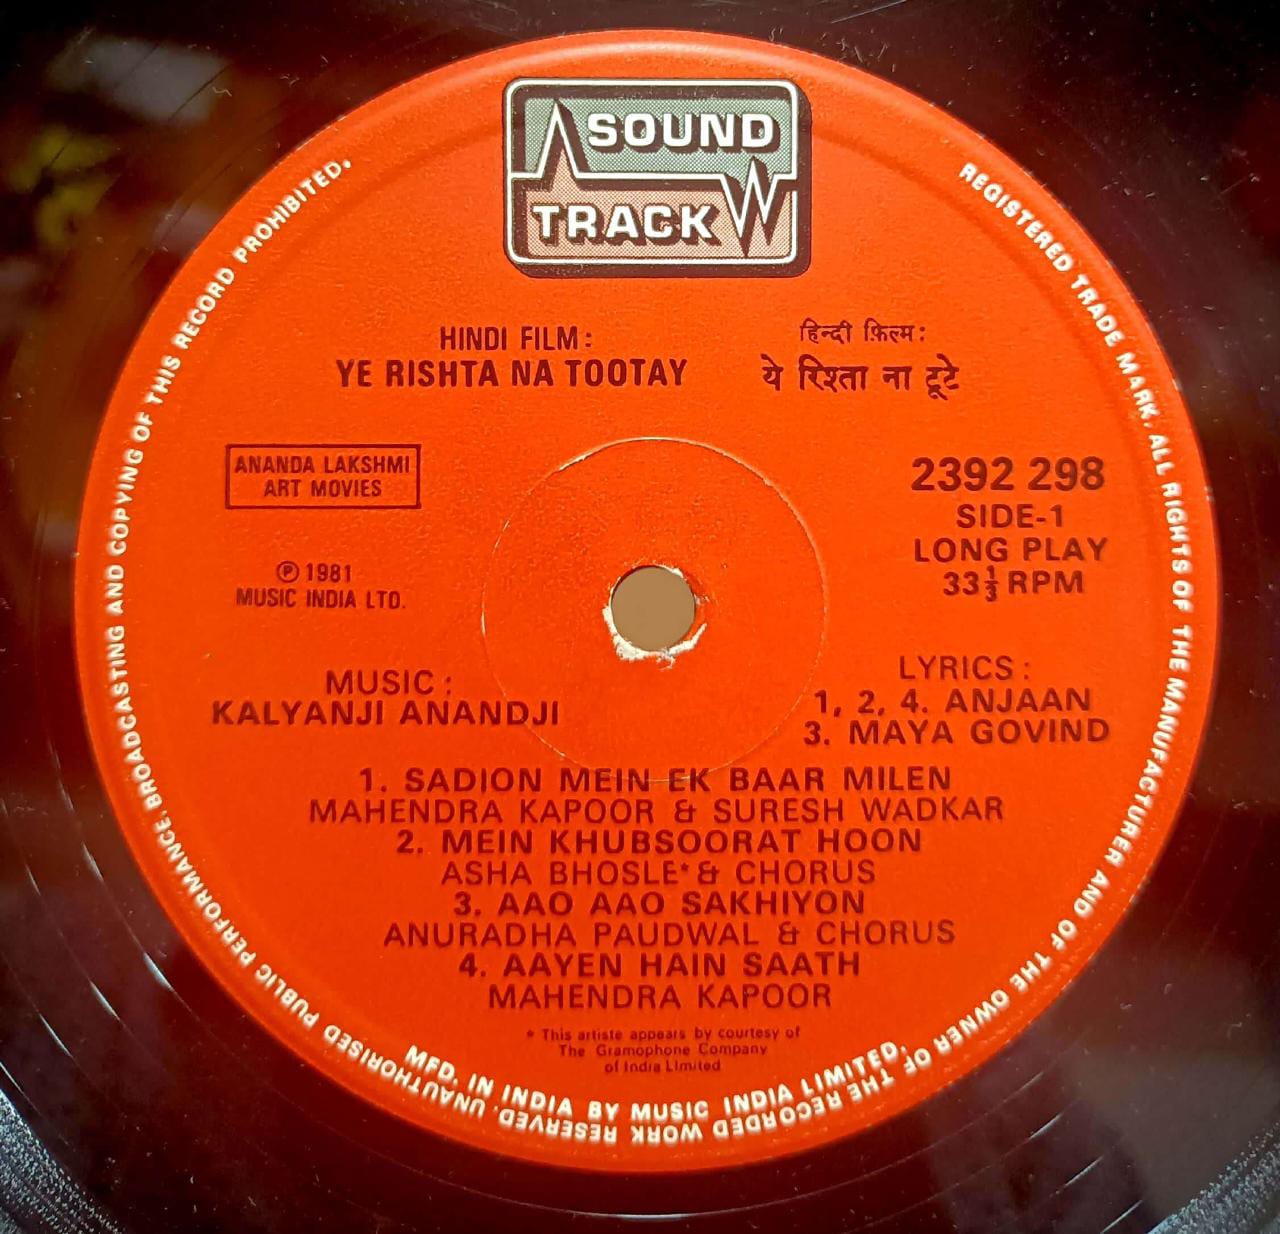 SOUND
TRACK
HINDI FILM:
YE RISHTA NA TOOTAY
हिन्दी फ़िल्म:
ये रिश्ता ना टूटे
ANANDA LAKSHMI
ART MOVIES
℗ 1981
MUSIC INDIA LTD.
2392 298
SIDE-1
LONG PLAY
33⅓ RPM
MUSIC:
KALYANJI ANANDJI
LYRICS:
1, 2, 4. ANJAAN
3. MAYA GOVIND
1. SADION MEIN EK BAAR MILEN
MAHENDRA KAPOOR & SURESH WADKAR
2. MEIN KHUBSOORAT HOON
ASHA BHOSLE* & CHORUS
3. AAO AAO SAKHIYON
ANURADHA PAUDWAL & CHORUS
4. AAYEN HAIN SAATH
MAHENDRA KAPOOR
* This artiste appears by courtesy of
The Gramophone Company
of India Limited
MFD. IN INDIA BY MUSIC INDIA LIMITED.
REGISTERED TRADE MARK. ALL RIGHTS OF THE MANUFACTURER AND OF THE OWNER OF THE RECORDED WORK RESERVED. UNAUTHORISED PUBLIC PERFORMANCE, BROADCASTING AND COPYING OF THIS RECORD PROHIBITED.